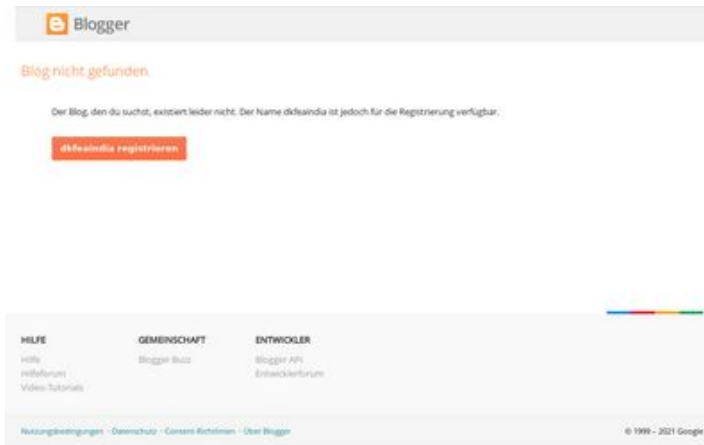 Blogger
Blog nicht gefunden
Der Blog, den du suchst, existiert leider nicht. Der Name dkfeaindia ist jedoch für die Registrierung verfügbar.
dkfeaindia registrieren
HILFE GEMEINSCHAFT ENTWICKLER
Hilfe Blogger Buzz Blogger API
Hilfeforum Entwicklerforum
Video-Tutorials
Nutzungsbedingungen - Datenschutz - Content-Richtlinien - Über Blogger © 1999 – 2021 Google